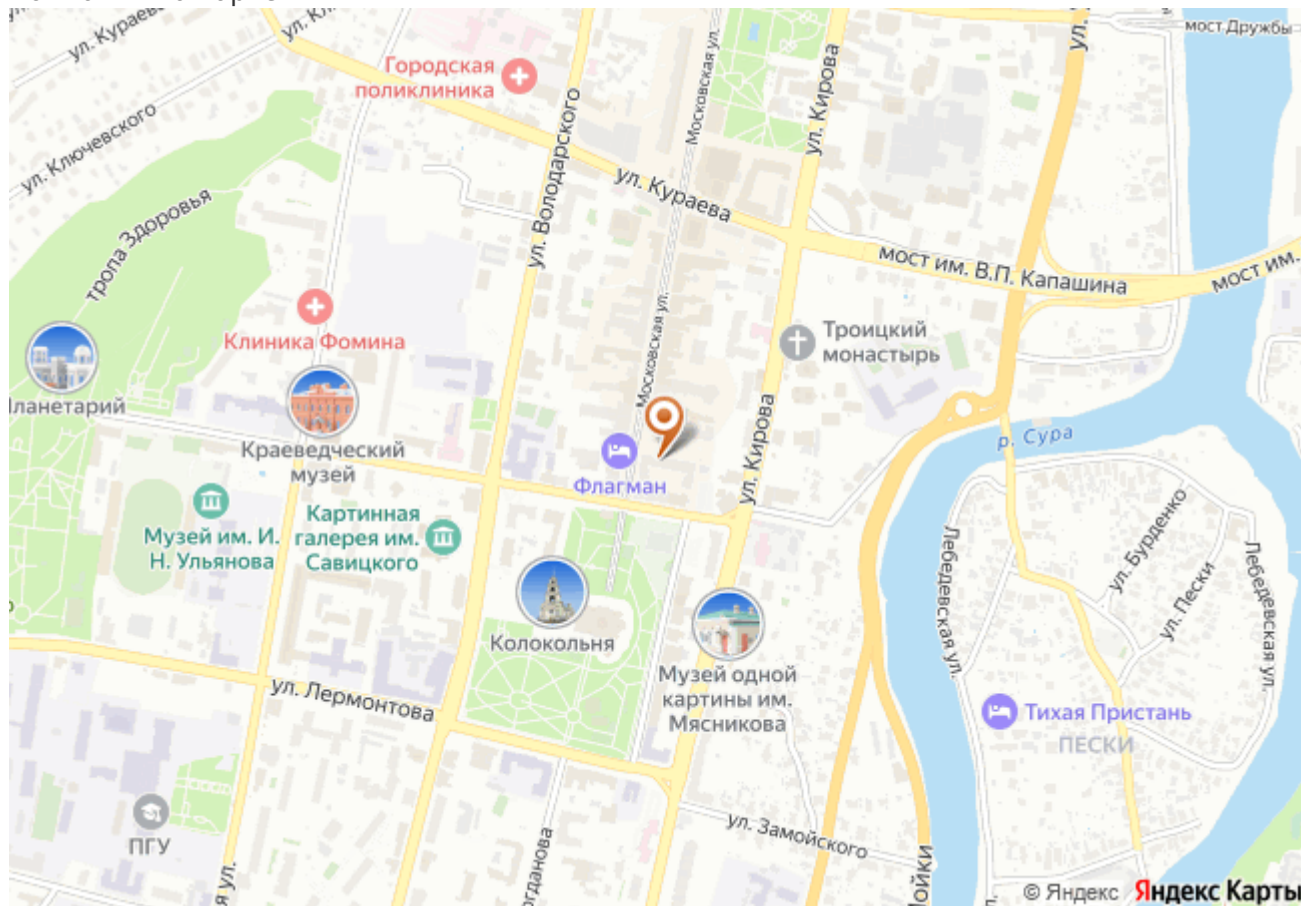 ул. Кураева
ул. Ключевского
тропа Здоровья
Городская
поликлиника
ул. Володарского
Московская ул.
ул. Кирова
мост Дружбы
ул. Кураева
мост им. В.П. Капашина
мост им.
Московская ул.
Клиника Фомина
Троицкий
монастырь
Планетарий
Краеведческий
музей
Флагман
ул. Кирова
р. Сура
Музей им. И.
Н. Ульянова
Картинная
галерея им.
Савицкого
Лебедевская ул.
ул. Бурденко
ул. Пески
Лебедевская ул.
Колокольня
Музей одной
картины им.
Мясникова
ул. Лермонтова
Тихая Пристань
ПЕСКИ
ПГУ
ул. Замойского
© Яндекс Яндекс Карты